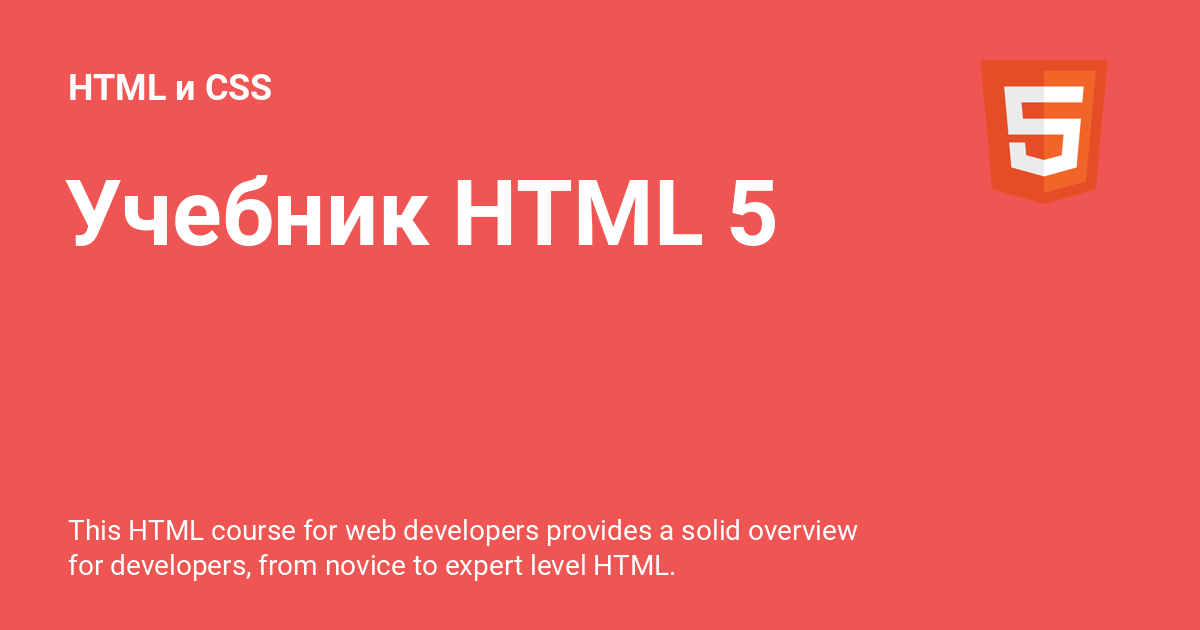 HTML и CSS
Учебник HTML 5
This HTML course for web developers provides a solid overview
for developers, from novice to expert level HTML.